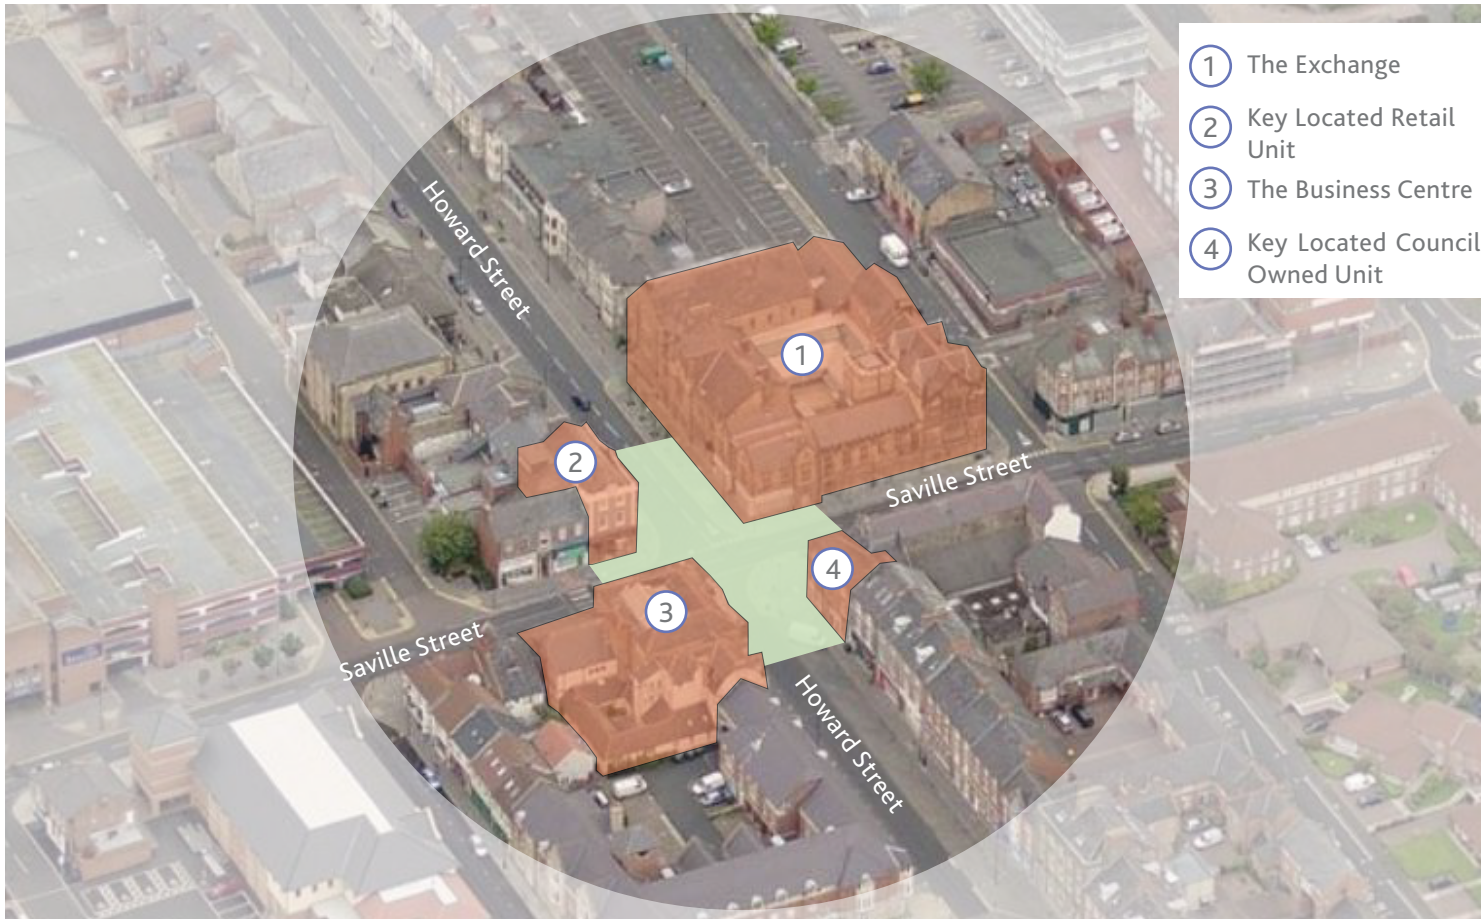 1 The Exchange
2 Key Located Retail
Unit
3 The Business Centre
4 Key Located Council
Owned Unit
Howard Street
1
2
Saville Street
4
3
Saville Street
Howard Street